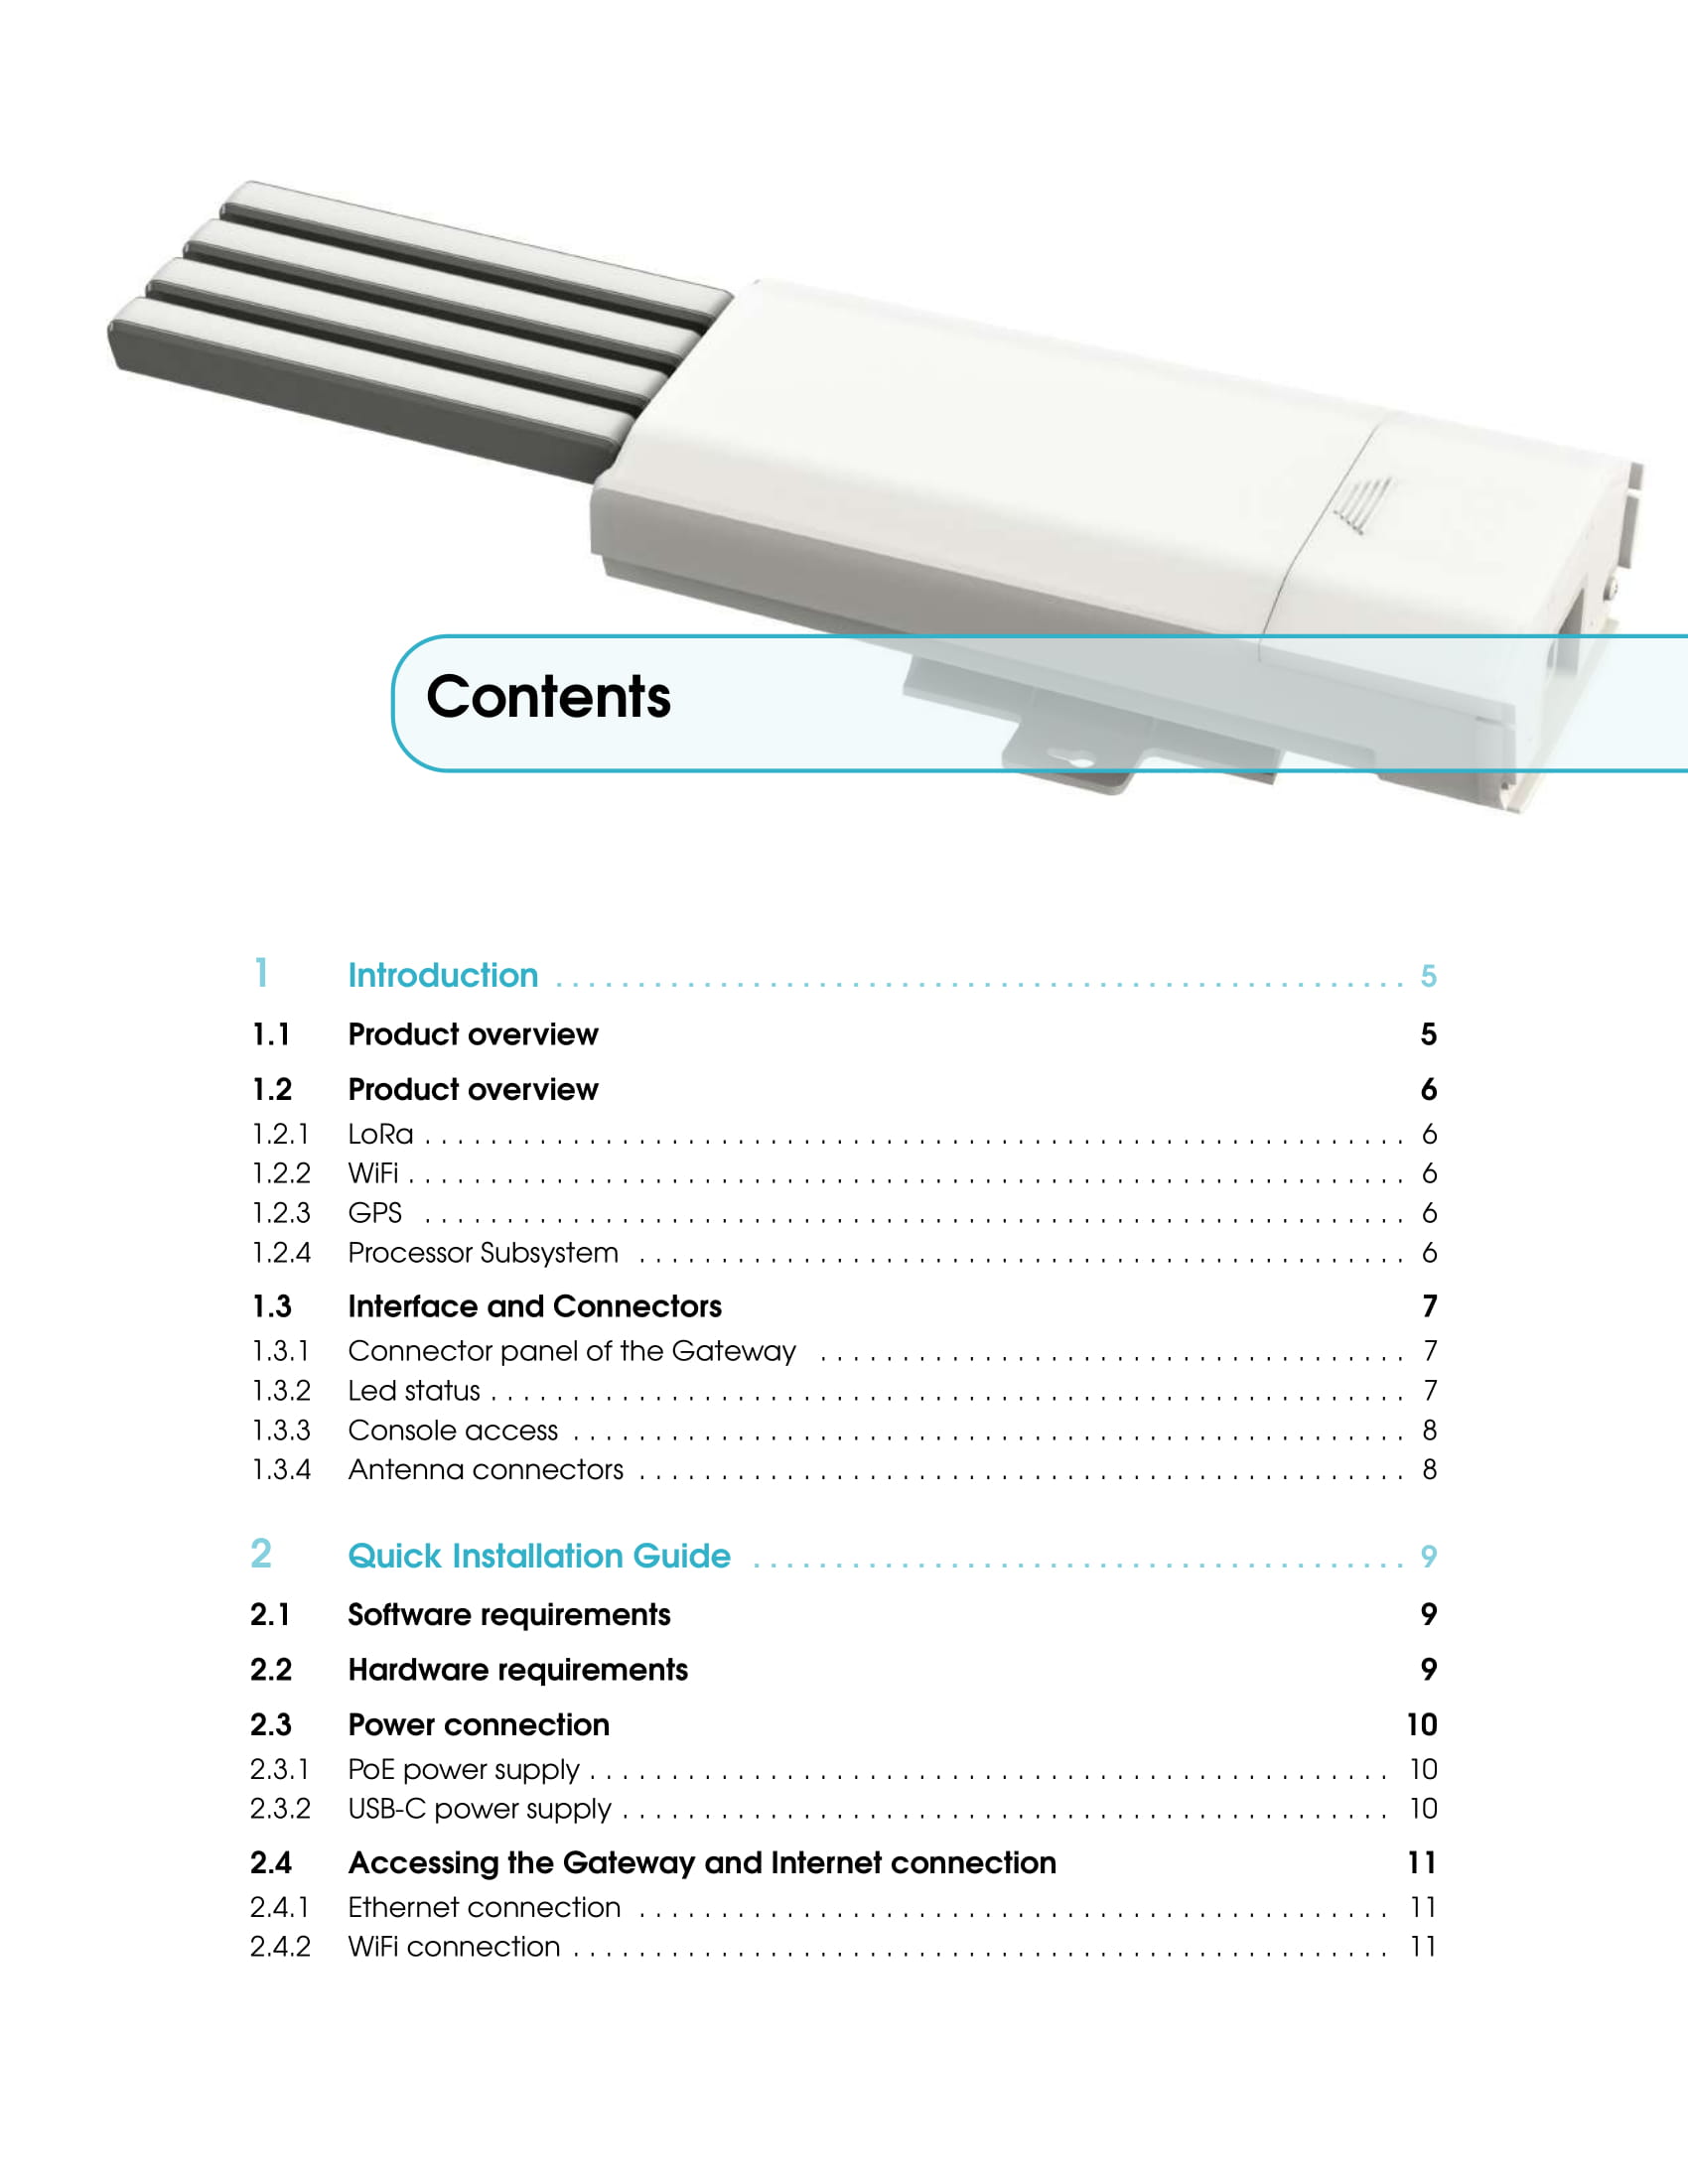 Contents
1 Introduction . . . . . . . . . . . . . . . . . . . . . . . . . . . . . . . . . . . . . . . . . . . . . . . . . . . . 5
1.1 Product overview 5
1.2 Product overview 6
1.2.1 LoRa . . . . . . . . . . . . . . . . . . . . . . . . . . . . . . . . . . . . . . . . . . . . . . . . . . . . . . . . . . . . 6
1.2.2 WiFi . . . . . . . . . . . . . . . . . . . . . . . . . . . . . . . . . . . . . . . . . . . . . . . . . . . . . . . . . . . . . 6
1.2.3 GPS . . . . . . . . . . . . . . . . . . . . . . . . . . . . . . . . . . . . . . . . . . . . . . . . . . . . . . . . . . . . 6
1.2.4 Processor Subsystem . . . . . . . . . . . . . . . . . . . . . . . . . . . . . . . . . . . . . . . . . . . . . . . 6
1.3 Interface and Connectors 7
1.3.1 Connector panel of the Gateway . . . . . . . . . . . . . . . . . . . . . . . . . . . . . . . . . . . . 7
1.3.2 Led status . . . . . . . . . . . . . . . . . . . . . . . . . . . . . . . . . . . . . . . . . . . . . . . . . . . . . . . . 7
1.3.3 Console access . . . . . . . . . . . . . . . . . . . . . . . . . . . . . . . . . . . . . . . . . . . . . . . . . . . 8
1.3.4 Antenna connectors . . . . . . . . . . . . . . . . . . . . . . . . . . . . . . . . . . . . . . . . . . . . . . . 8
2 Quick Installation Guide . . . . . . . . . . . . . . . . . . . . . . . . . . . . . . . . . . . . . . . . 9
2.1 Software requirements 9
2.2 Hardware requirements 9
2.3 Power connection 10
2.3.1 PoE power supply . . . . . . . . . . . . . . . . . . . . . . . . . . . . . . . . . . . . . . . . . . . . . . . . . 10
2.3.2 USB-C power supply . . . . . . . . . . . . . . . . . . . . . . . . . . . . . . . . . . . . . . . . . . . . . . . 10
2.4 Accessing the Gateway and Internet connection 11
2.4.1 Ethernet connection . . . . . . . . . . . . . . . . . . . . . . . . . . . . . . . . . . . . . . . . . . . . . . 11
2.4.2 WiFi connection . . . . . . . . . . . . . . . . . . . . . . . . . . . . . . . . . . . . . . . . . . . . . . . . . . 11